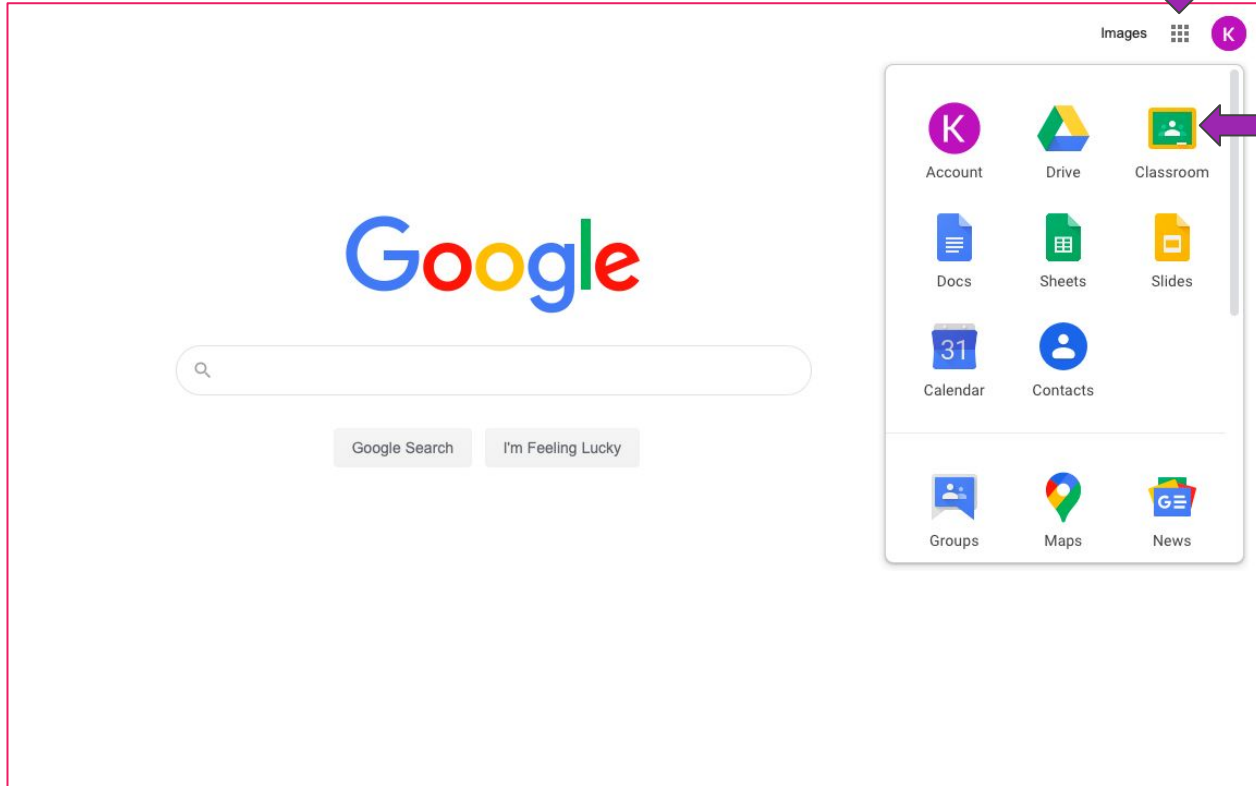 Images
K
K
Account Drive Classroom
Google
Docs Sheets Slides
31
Calendar Contacts
Google Search I'm Feeling Lucky
G
Groups Maps News